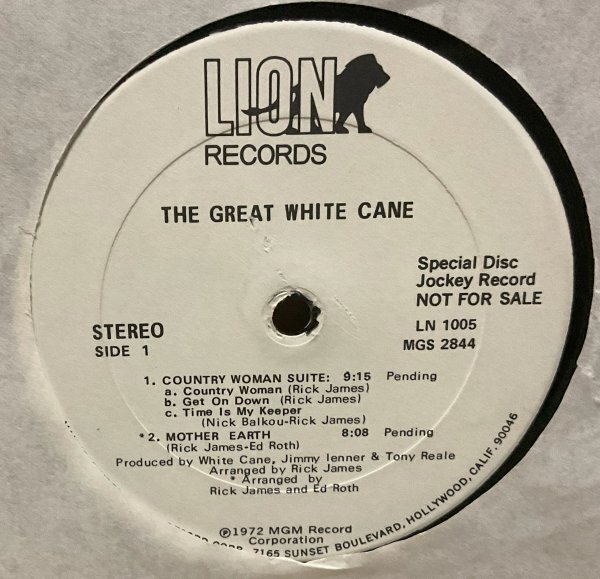 LION
RECORDS
THE GREAT WHITE CANE
Special Disc
Jockey Record
NOT FOR SALE
STEREO
SIDE 1
LN 1005
MGS 2844
1. COUNTRY WOMAN SUITE: 9:15 Pending
a. Country Woman (Rick James)
b. Get On Down (Rick James)
c. Time Is My Keeper
(Nick Balkou-Rick James)
*2. MOTHER EARTH 8:08 Pending
(Rick James-Ed Roth)
Produced by White Cane, Jimmy Ienner & Tony Reale
Arranged by Rick James
* Arranged by
Rick James and Ed Roth
℗1972 MGM Record
Corporation
7165 SUNSET BOULEVARD, HOLLYWOOD, CALIF. 90046